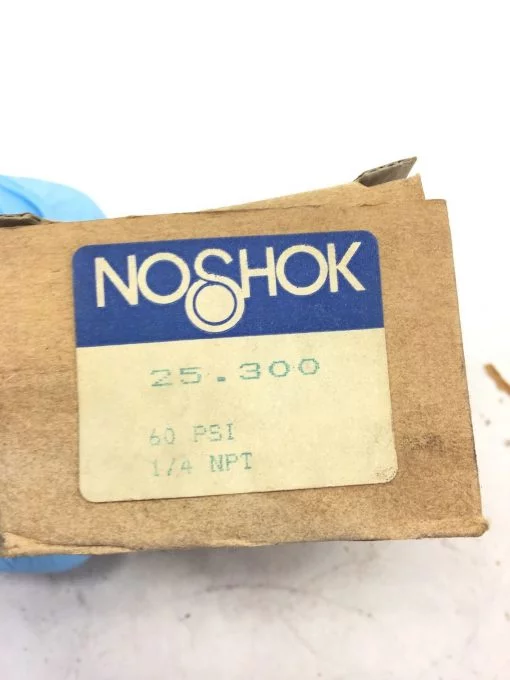 NOSHOK
25.300
60 PSI
1/4 NPT